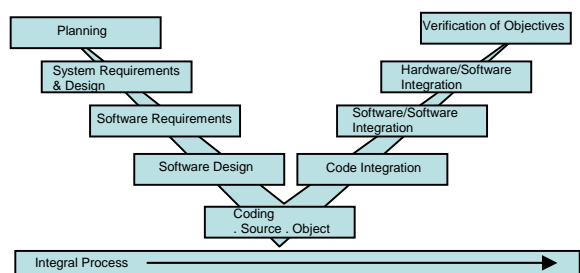 Planning
Verification of Objectives
System Requirements
& Design
Hardware/Software
Integration
Software Requirements
Software/Software
Integration
Software Design
Code Integration
Coding
. Source . Object
Integral Process